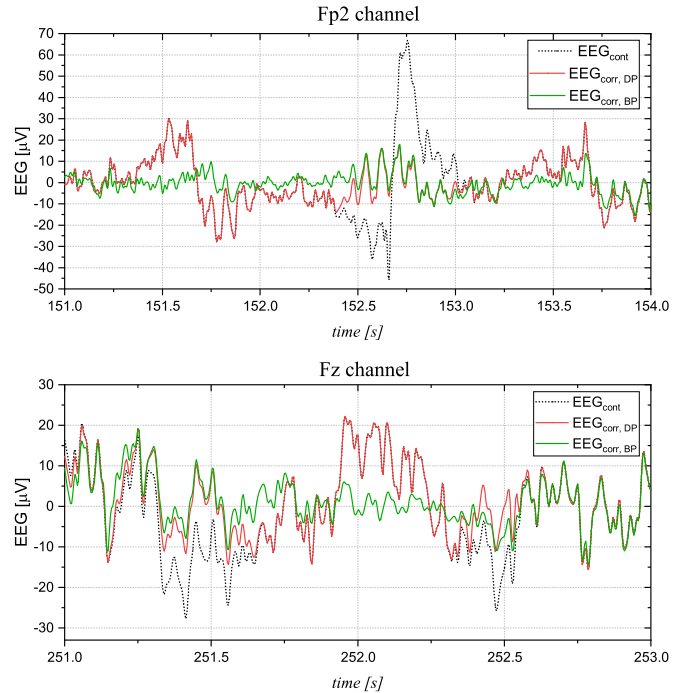 Fp2 channel
70
60
50
40
30
20
10
0
-10
-20
-30
-40
-50
EEG [μV]
EEGcont
EEGcorr, DP
EEGcorr, BP
151.0 151.5 152.0 152.5 153.0 153.5 154.0
time [s]
Fz channel
30
20
10
0
-10
-20
-30
EEG [μV]
EEGcont
EEGcorr, DP
EEGcorr, BP
251.0 251.5 252.0 252.5 253.0
time [s]